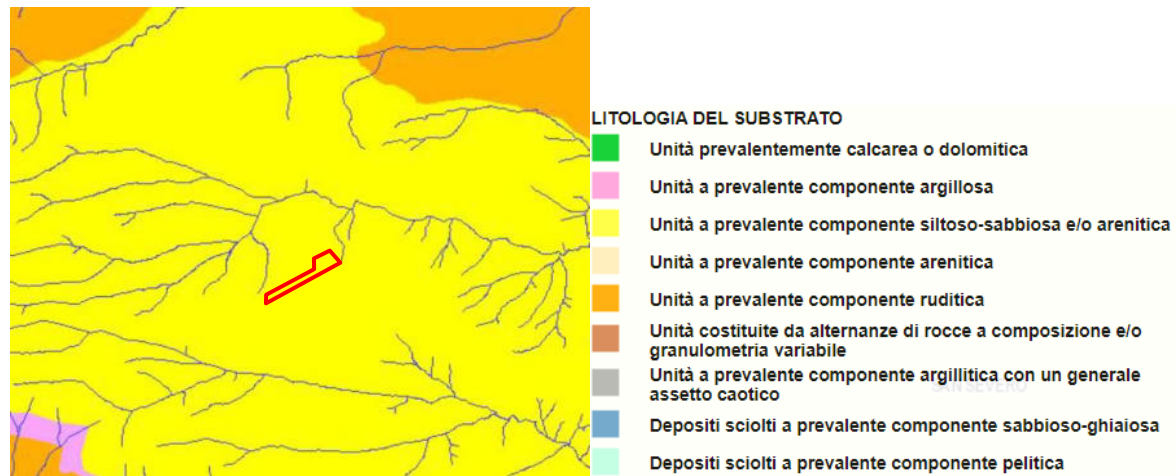 LITOLOGIA DEL SUBSTRATO
Unità prevalentemente calcarea o dolomitica
Unità a prevalente componente argillosa
Unità a prevalente componente siltoso-sabbiosa e/o arenitica
Unità a prevalente componente arenitica
Unità a prevalente componente ruditica
Unità costituite da alternanze di rocce a composizione e/o
granulometria variabile
Unità a prevalente componente argillitica con un generale
assetto caotico
SAN SEVERO
Depositi sciolti a prevalente componente sabbioso-ghiaiosa
Depositi sciolti a prevalente componente pelitica